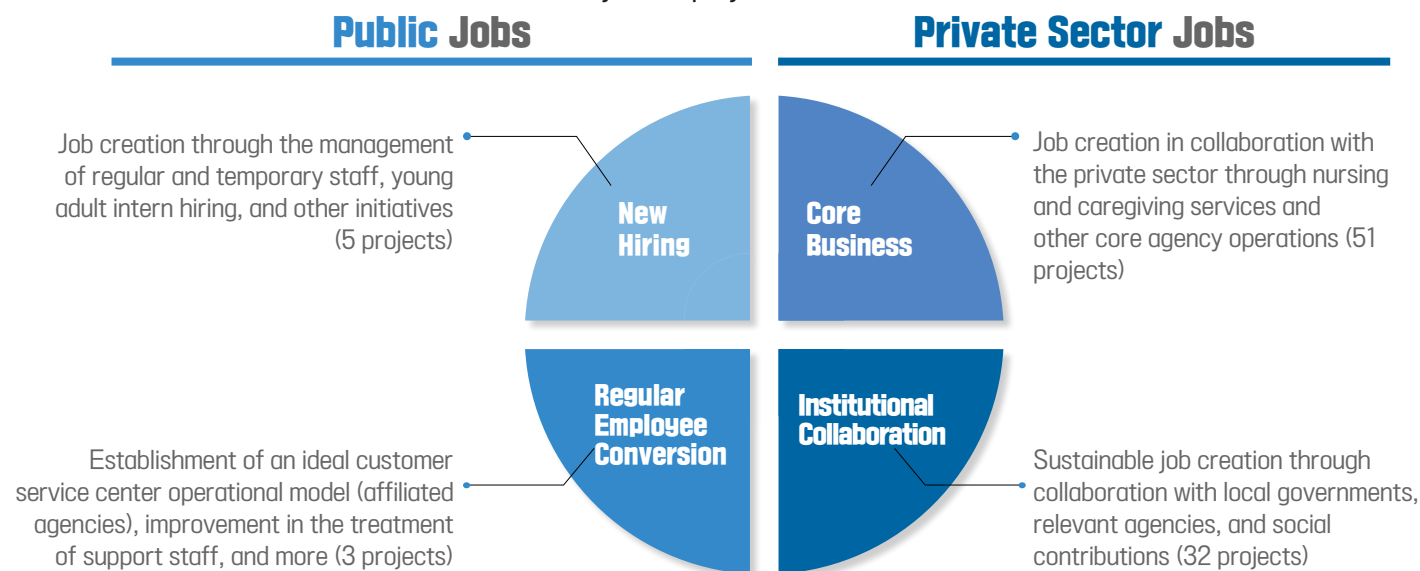 Public Jobs
Private Sector Jobs
Job creation through the management
of regular and temporary staff, young
adult intern hiring, and other initiatives
(5 projects)
New
Hiring
Core
Business
Job creation in collaboration with
the private sector through nursing
and caregiving services and
other core agency operations (51
projects)
Establishment of an ideal customer
service center operational model (affiliated
agencies), improvement in the treatment
of support staff, and more (3 projects)
Regular
Employee
Conversion
Institutional
Collaboration
Sustainable job creation through
collaboration with local governments,
relevant agencies, and social
contributions (32 projects)